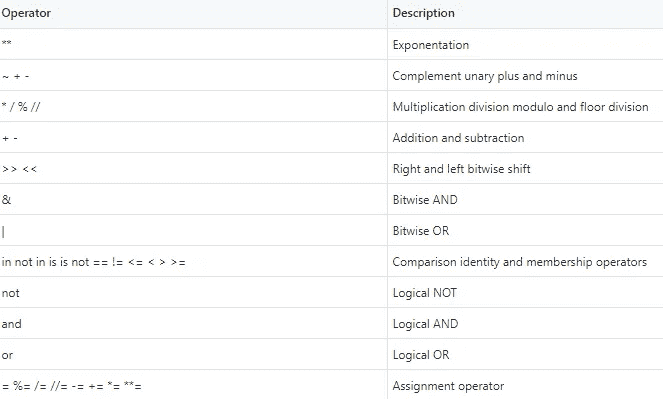 Operator Description
** Exponentation
~ + - Complement unary plus and minus
* / % // Multiplication division modulo and floor division
+ - Addition and subtraction
>> << Right and left bitwise shift
& Bitwise AND
| Bitwise OR
in not in is is not == != <= < > >= Comparison identity and membership operators
not Logical NOT
and Logical AND
or Logical OR
= %= /= //= -= += *= **= Assignment operator